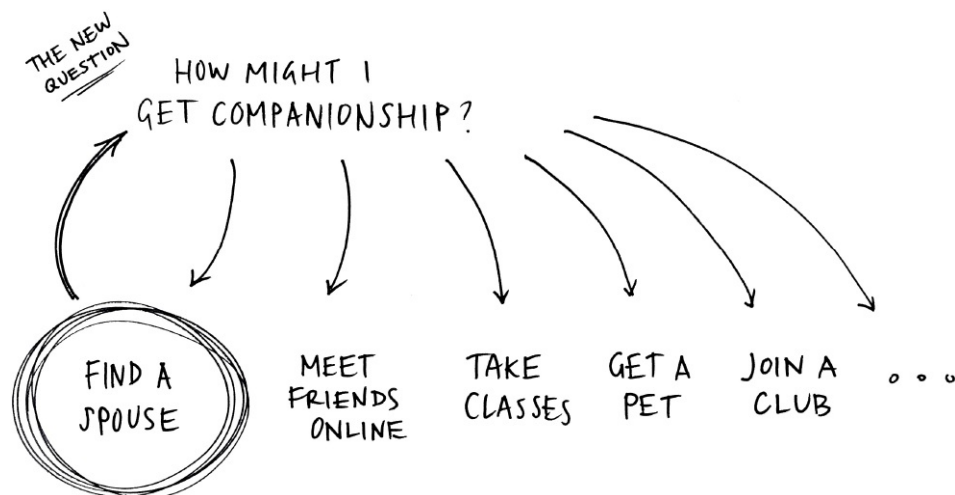 THE NEW
QUESTION
HOW MIGHT I
GET COMPANIONSHIP?
FIND A
SPOUSE
MEET
FRIENDS
ONLINE
TAKE
CLASSES
GET A
PET
JOIN A
CLUB
...